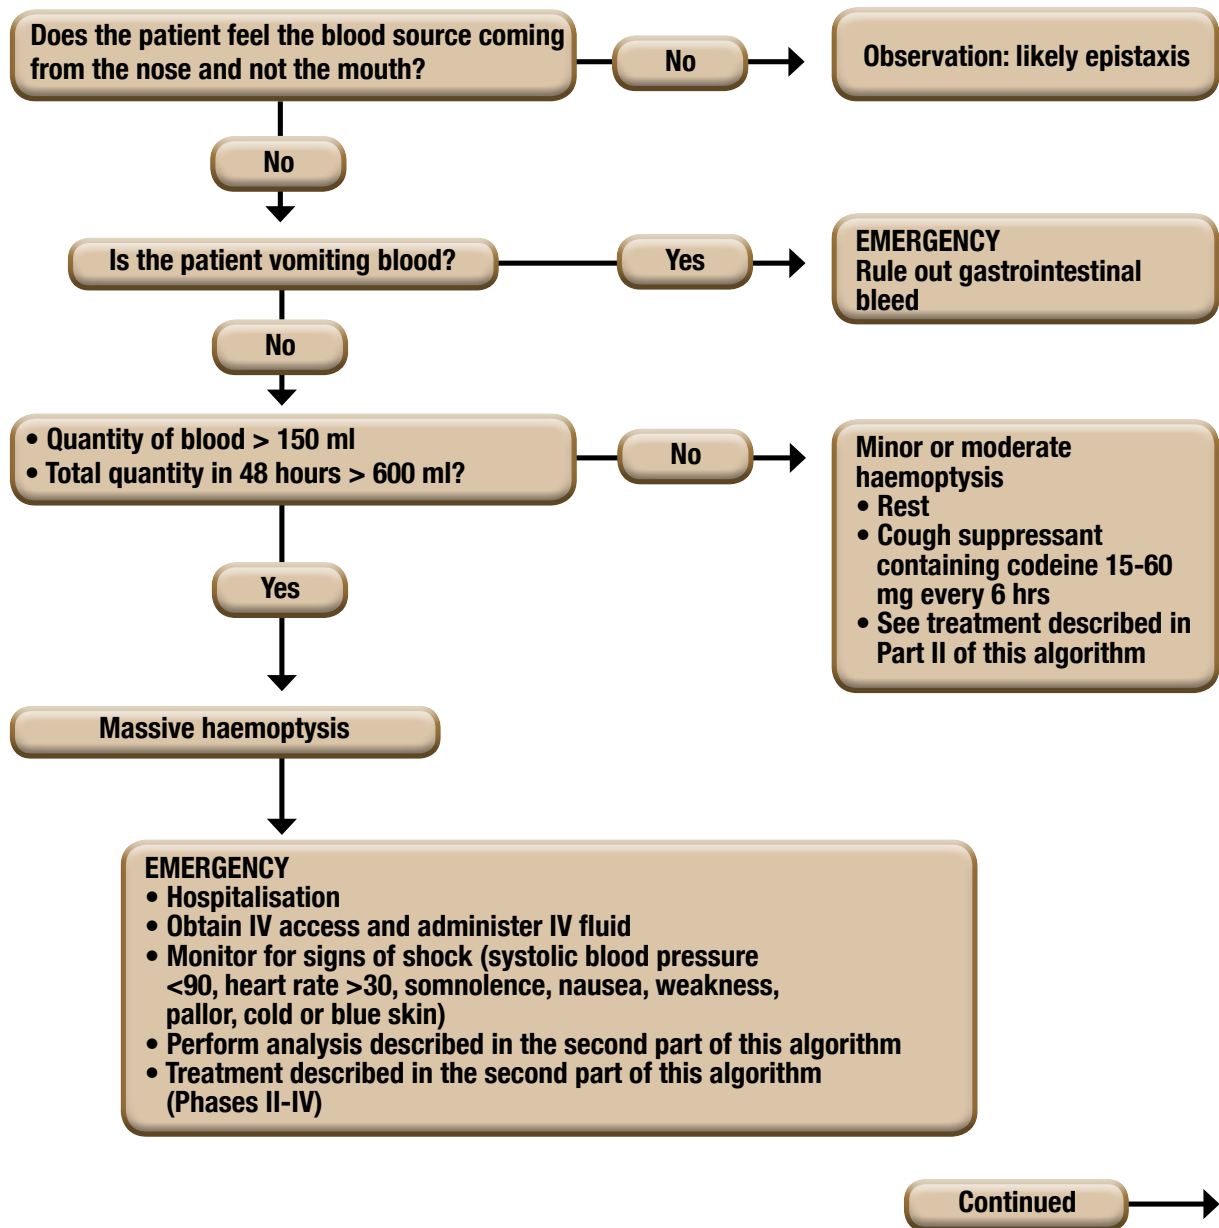 Does the patient feel the blood source coming
from the nose and not the mouth?
No
Observation: likely epistaxis
No
Is the patient vomiting blood?
Yes
EMERGENCY
Rule out gastrointestinal
bleed
No
• Quantity of blood > 150 ml
• Total quantity in 48 hours > 600 ml?
No
Minor or moderate
haemoptysis
• Rest
• Cough suppressant
containing codeine 15-60
mg every 6 hrs
• See treatment described in
Part II of this algorithm
Yes
Massive haemoptysis
EMERGENCY
• Hospitalisation
• Obtain IV access and administer IV fluid
• Monitor for signs of shock (systolic blood pressure
<90, heart rate >30, somnolence, nausea, weakness,
pallor, cold or blue skin)
• Perform analysis described in the second part of this algorithm
• Treatment described in the second part of this algorithm
(Phases II-IV)
Continued